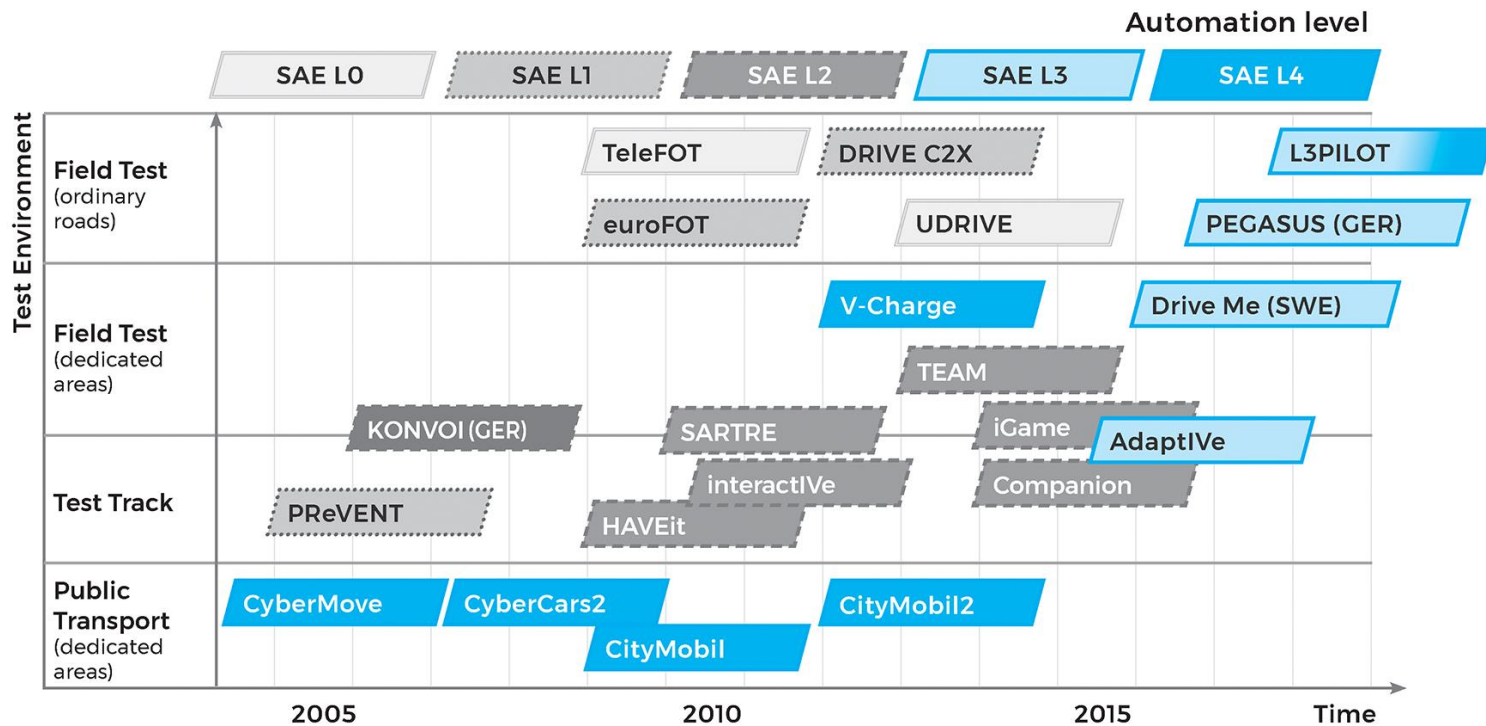 Automation level
SAE L0
SAE L1
SAE L2
SAE L3
SAE L4
Test Environment
Field Test
(ordinary
roads)
TeleFOT
DRIVE C2X
L3PILOT
euroFOT
UDRIVE
PEGASUS (GER)
Field Test
(dedicated
areas)
V-Charge
Drive Me (SWE)
TEAM
KONVOI (GER)
SARTRE
iGame
AdaptIVe
Test Track
interactIVe
Companion
PReVENT
HAVEit
Public
Transport
(dedicated
areas)
CyberMove
CyberCars2
CityMobil2
CityMobil
2005
2010
2015
Time